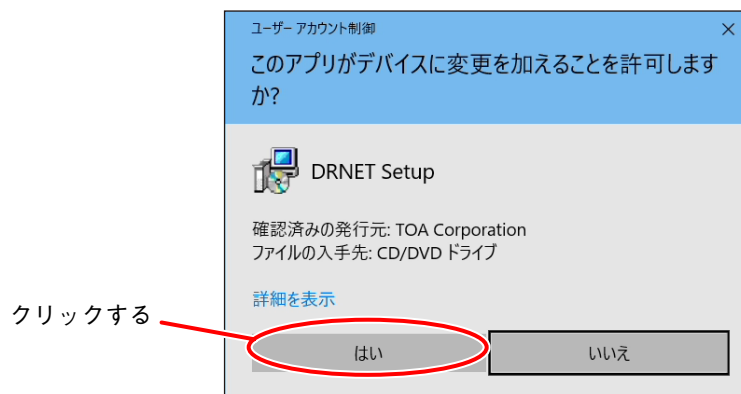 ユーザー アカウント制御
このアプリがデバイスに変更を加えることを許可します
か?
DRNET Setup
確認済みの発行元: TOA Corporation
ファイルの入手先: CD/DVD ドライブ
詳細を表示
クリックする
はい
いいえ